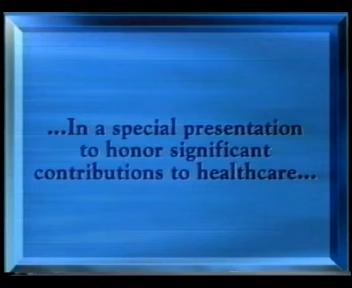 ...In a special presentation
to honor significant
contributions to healthcare...